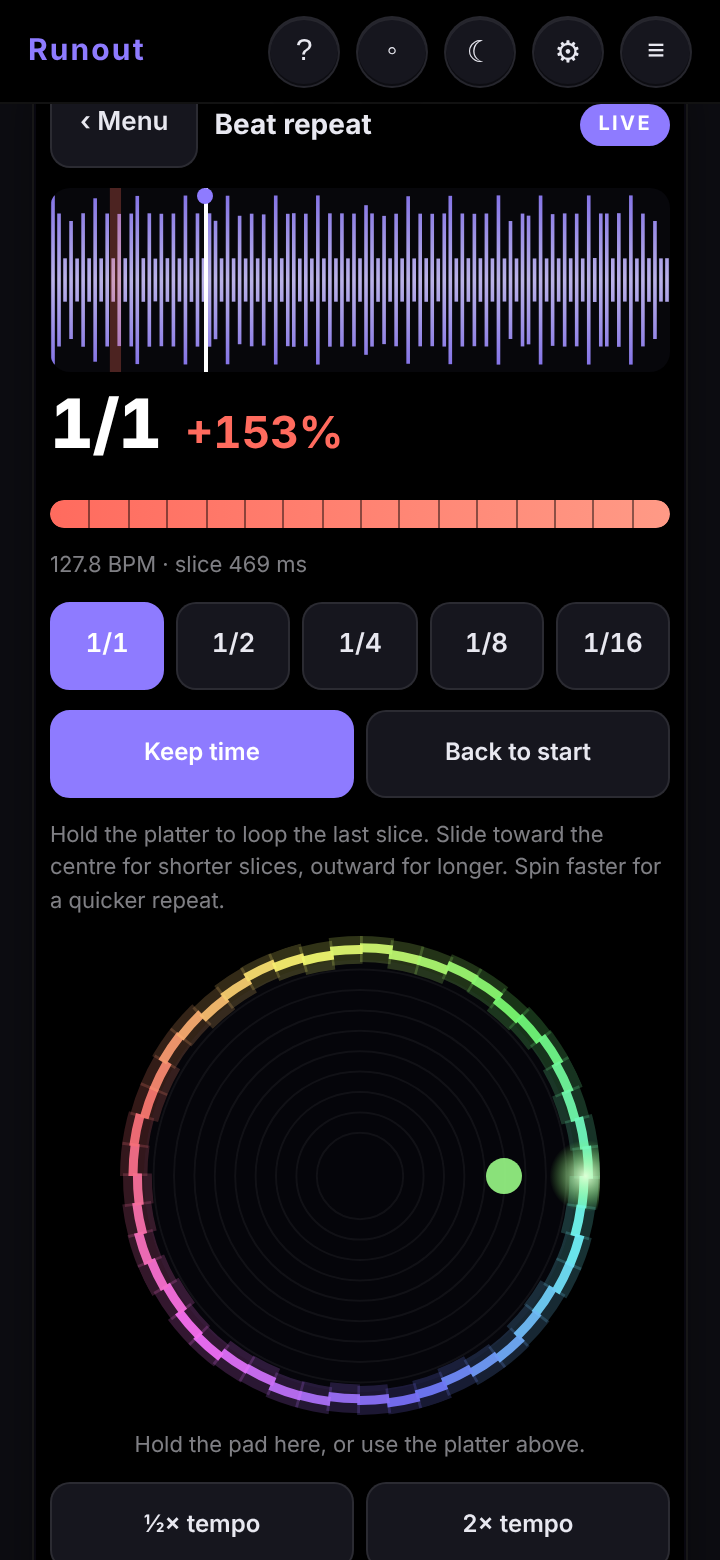 Runout
?
‹ Menu
Beat repeat
LIVE
1/1 +153%
127.8 BPM · slice 469 ms
1/1 1/2 1/4 1/8 1/16
Keep time Back to start
Hold the platter to loop the last slice. Slide toward the
centre for shorter slices, outward for longer. Spin faster for
a quicker repeat.
Hold the pad here, or use the platter above.
½× tempo 2× tempo